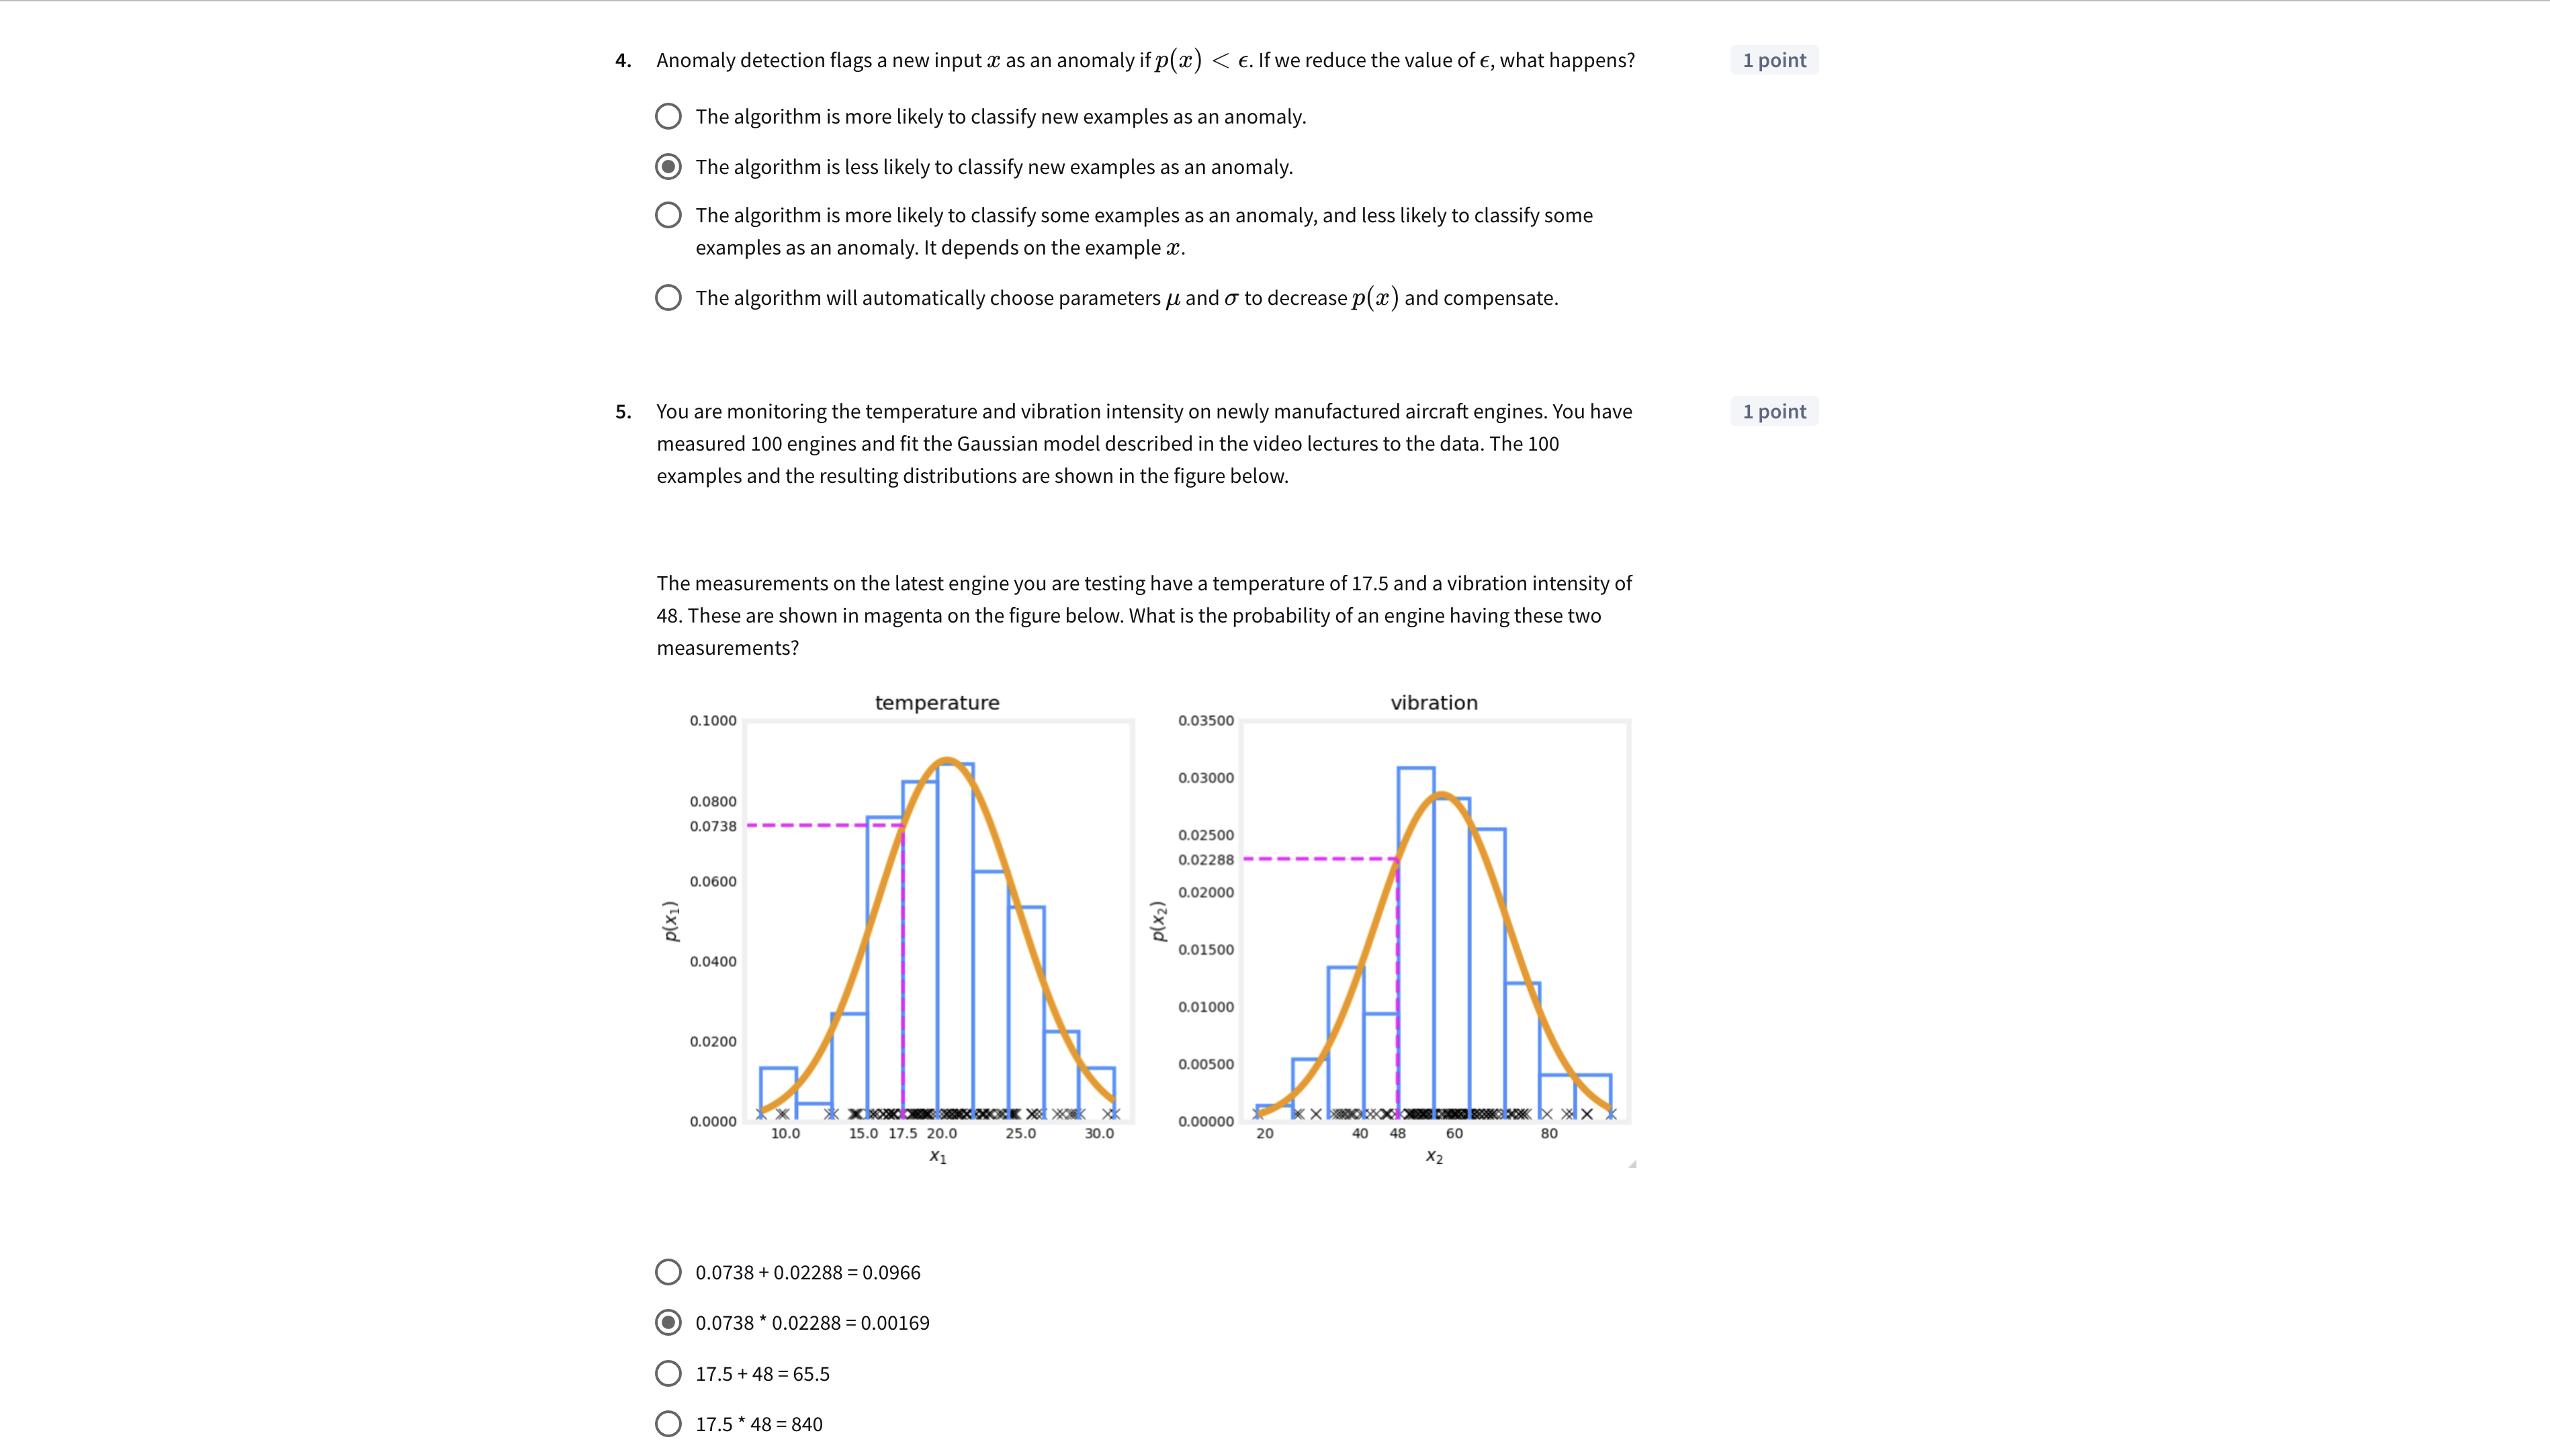 4. Anomaly detection flags a new input x as an anomaly if p(x) < ϵ. If we reduce the value of ϵ, what happens? 1 point
The algorithm is more likely to classify new examples as an anomaly.
The algorithm is less likely to classify new examples as an anomaly.
The algorithm is more likely to classify some examples as an anomaly, and less likely to classify some
examples as an anomaly. It depends on the example x.
The algorithm will automatically choose parameters μ and σ to decrease p(x) and compensate.
5. You are monitoring the temperature and vibration intensity on newly manufactured aircraft engines. You have 1 point
measured 100 engines and fit the Gaussian model described in the video lectures to the data. The 100
examples and the resulting distributions are shown in the figure below.
The measurements on the latest engine you are testing have a temperature of 17.5 and a vibration intensity of
48. These are shown in magenta on the figure below. What is the probability of an engine having these two
measurements?
temperature
0.1000
0.0800
0.0738
0.0600
0.0400
0.0200
0.0000
p(x₁)
10.0 15.0 17.5 20.0 25.0 30.0
x₁
vibration
0.03500
0.03000
0.02500
0.02288
0.02000
0.01500
0.01000
0.00500
0.00000
p(x₂)
20 40 48 60 80
x₂
0.0738 + 0.02288 = 0.0966
0.0738 * 0.02288 = 0.00169
17.5 + 48 = 65.5
17.5 * 48 = 840